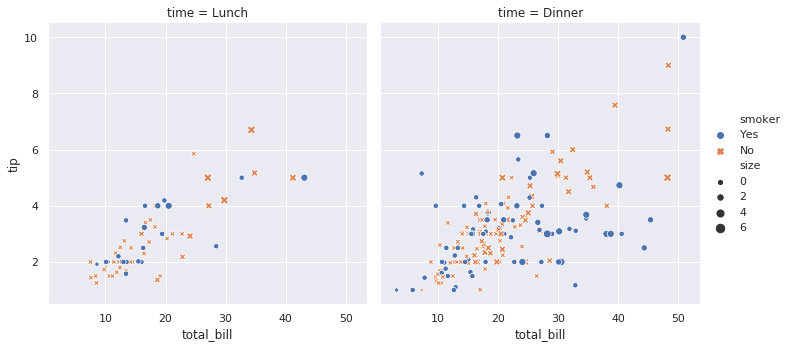 time = Lunch
time = Dinner
10
8
6
4
2
tip
10
20
30
40
50
total_bill
10
20
30
40
50
total_bill
smoker
Yes
No
size
0
2
4
6